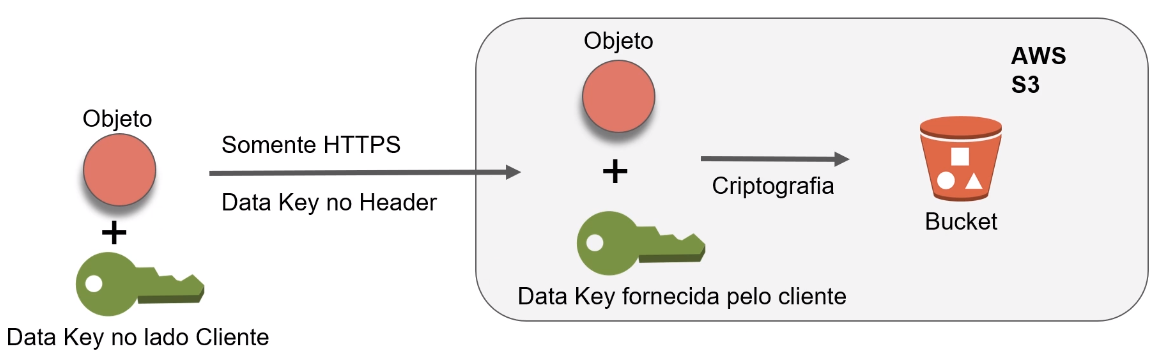 Objeto
Data Key no lado Cliente
Somente HTTPS
Data Key no Header
Objeto
Data Key fornecida pelo cliente
Criptografia
AWS
S3
Bucket